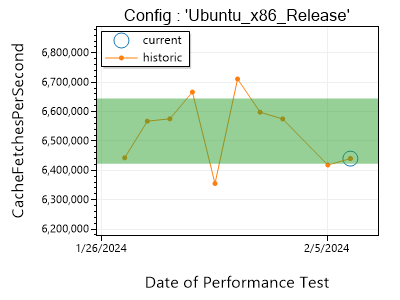 Config : 'Ubuntu_x86_Release'
CacheFetchesPerSecond
6,800,000
6,700,000
6,600,000
6,500,000
6,400,000
6,300,000
6,200,000
current
historic
1/26/2024
2/5/2024
Date of Performance Test